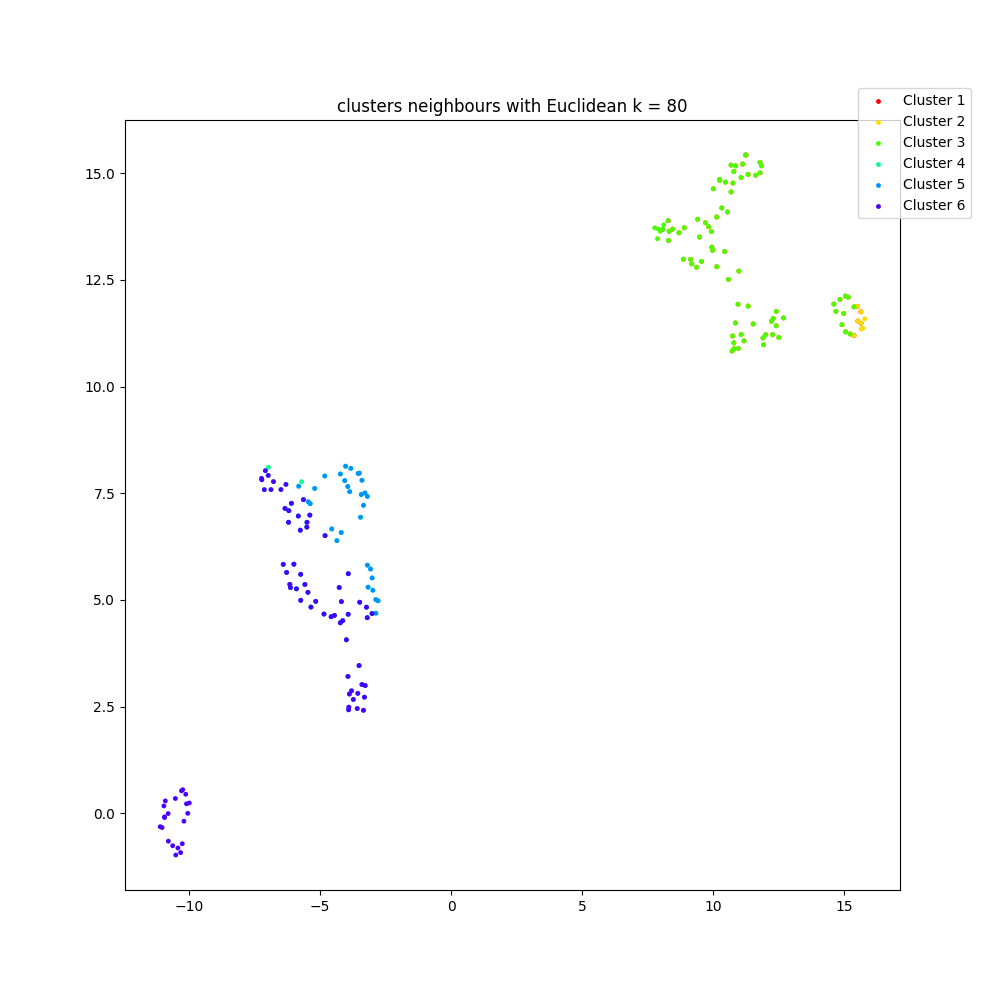 clusters neighbours with Euclidean k = 80
Cluster 1
Cluster 2
Cluster 3
Cluster 4
Cluster 5
Cluster 6
15.0
12.5
10.0
7.5
5.0
2.5
0.0
−10 −5 0 5 10 15